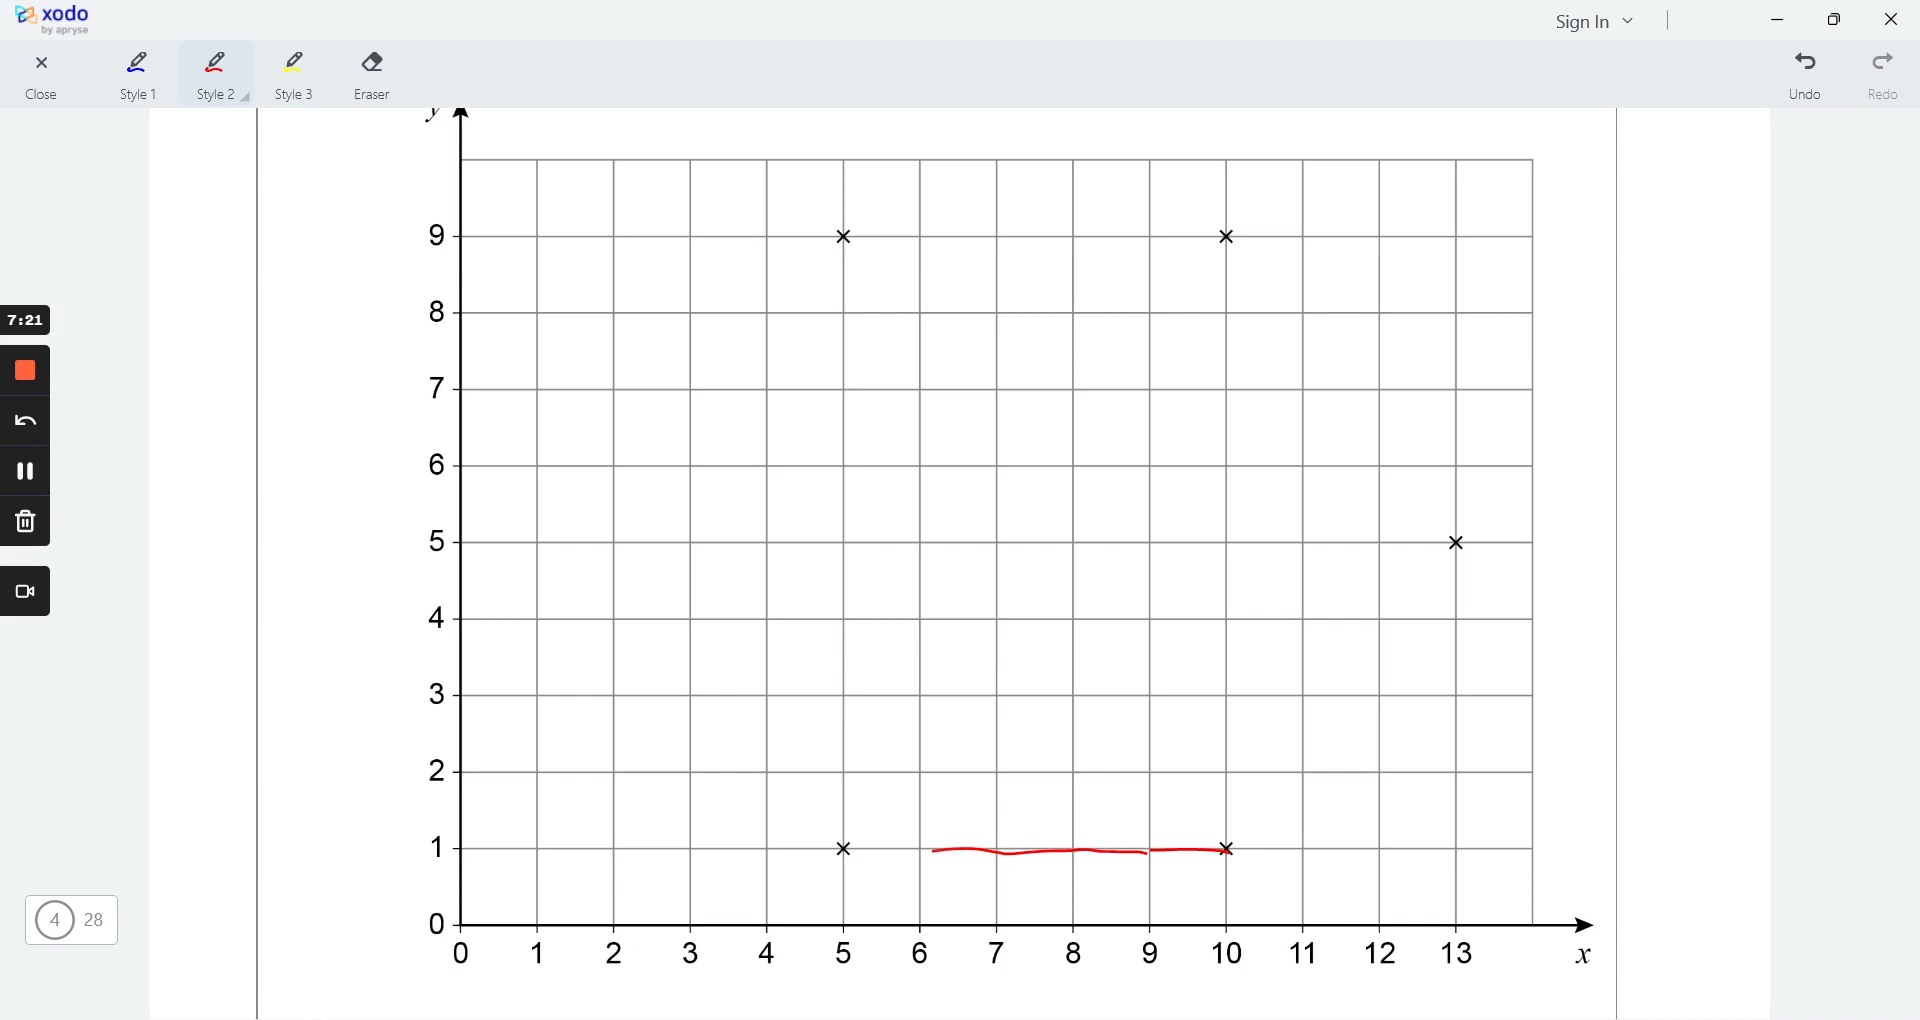 xodo
by apryse
Sign In
Close
Style 1
Style 2
Style 3
Eraser
Undo
Redo
y
9
8
7:21
7
6
5
4
3
2
1
4 28
0
0 1 2 3 4 5 6 7 8 9 10 11 12 13
x